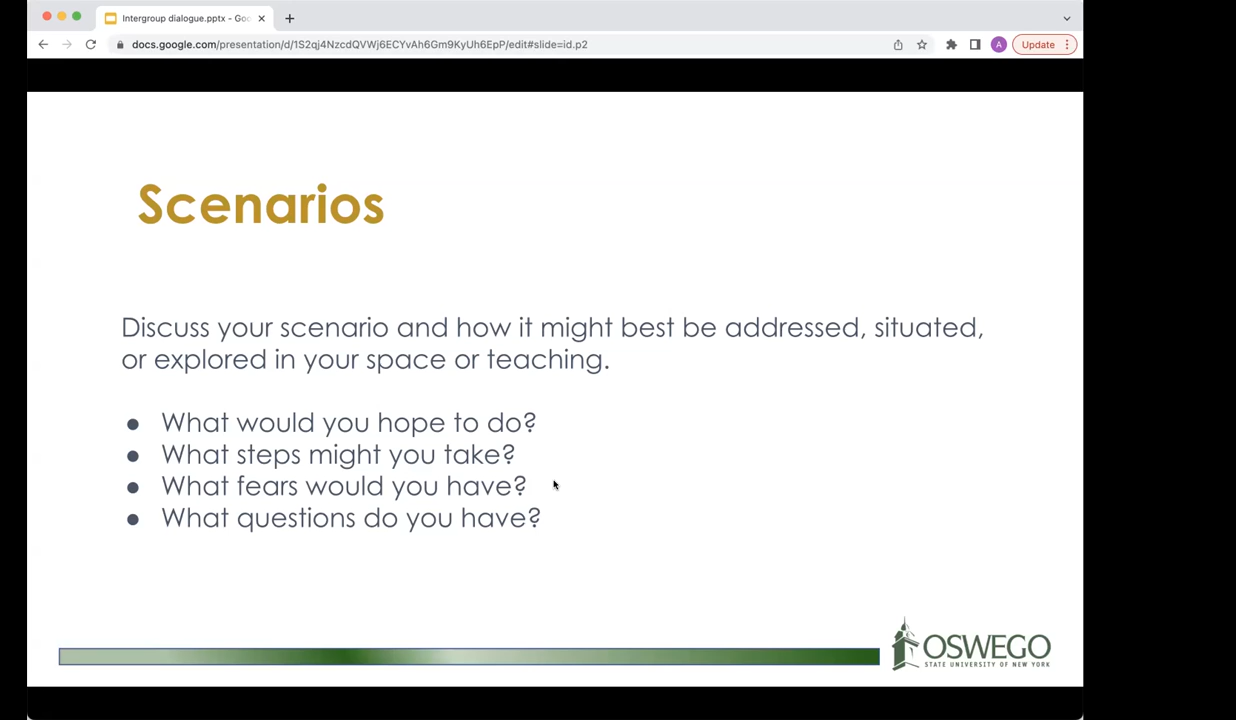 Intergroup dialogue.pptx - Goo
docs.google.com/presentation/d/1S2qj4NzcdQVWj6ECYvAh6Gm9KyUh6EpP/edit#slide=id.p2
A
Update
Scenarios
Discuss your scenario and how it might best be addressed, situated,
or explored in your space or teaching.
● What would you hope to do?
● What steps might you take?
● What fears would you have?
● What questions do you have?
OSWEGO
STATE UNIVERSITY OF NEW YORK